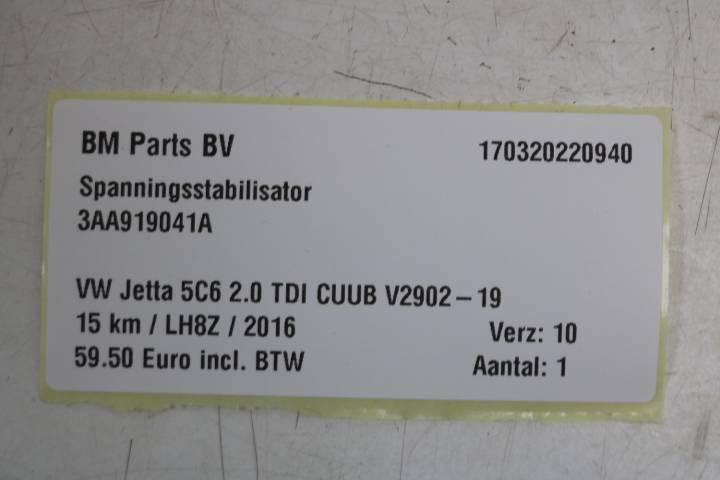 BM Parts BV 170320220940
Spanningsstabilisator
3AA919041A
VW Jetta 5C6 2.0 TDI CUUB V2902-19
15 km / LH8Z / 2016 Verz: 10
59.50 Euro incl. BTW Aantal: 1